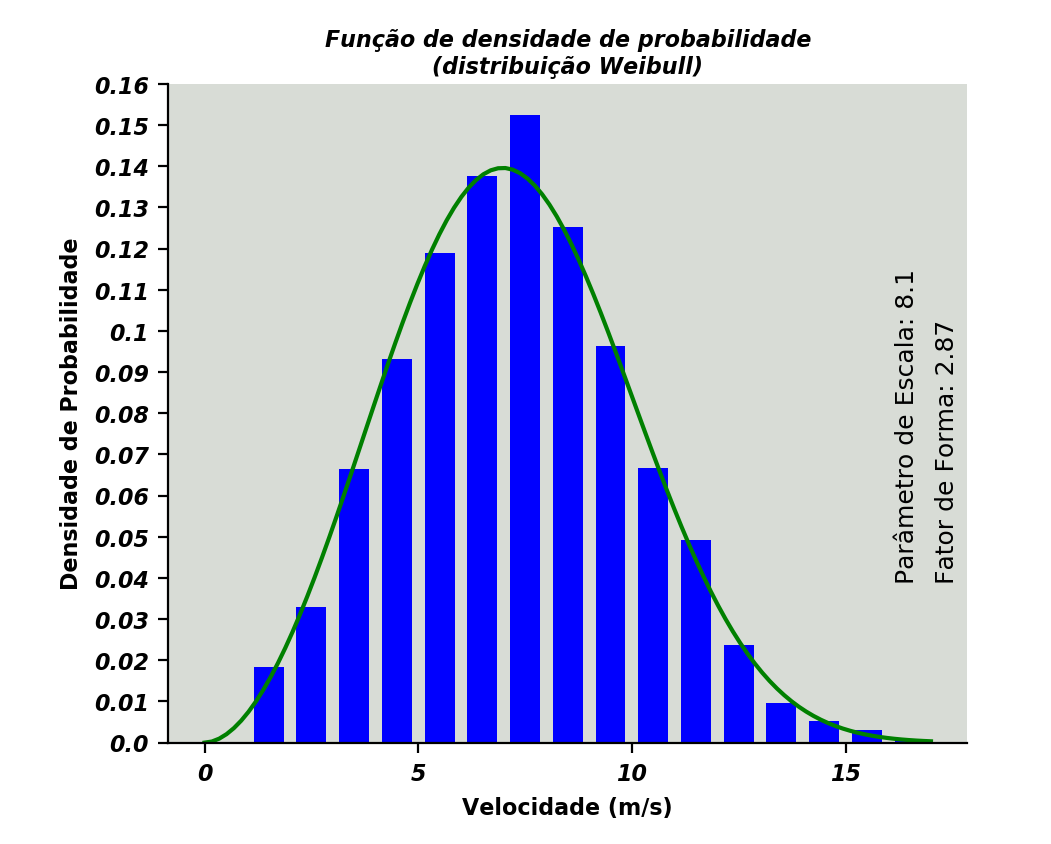 Função de densidade de probabilidade
(distribuição Weibull)
0.16
0.15
0.14
0.13
0.12
0.11
0.1
0.09
0.08
0.07
0.06
0.05
0.04
0.03
0.02
0.01
0.0
Densidade de Probabilidade
Parâmetro de Escala: 8.1
Fator de Forma: 2.87
0 5 10 15
Velocidade (m/s)